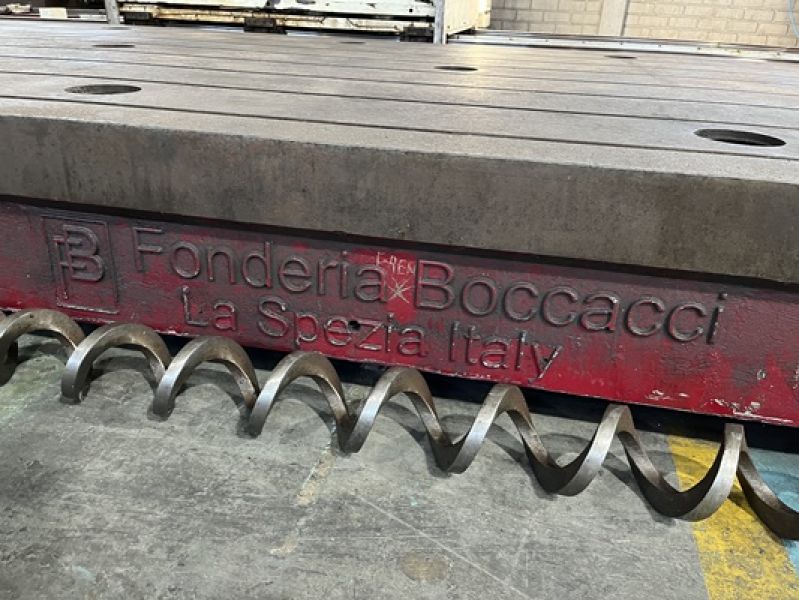 FB
Fonderia Boccacci
La Spezia Italy